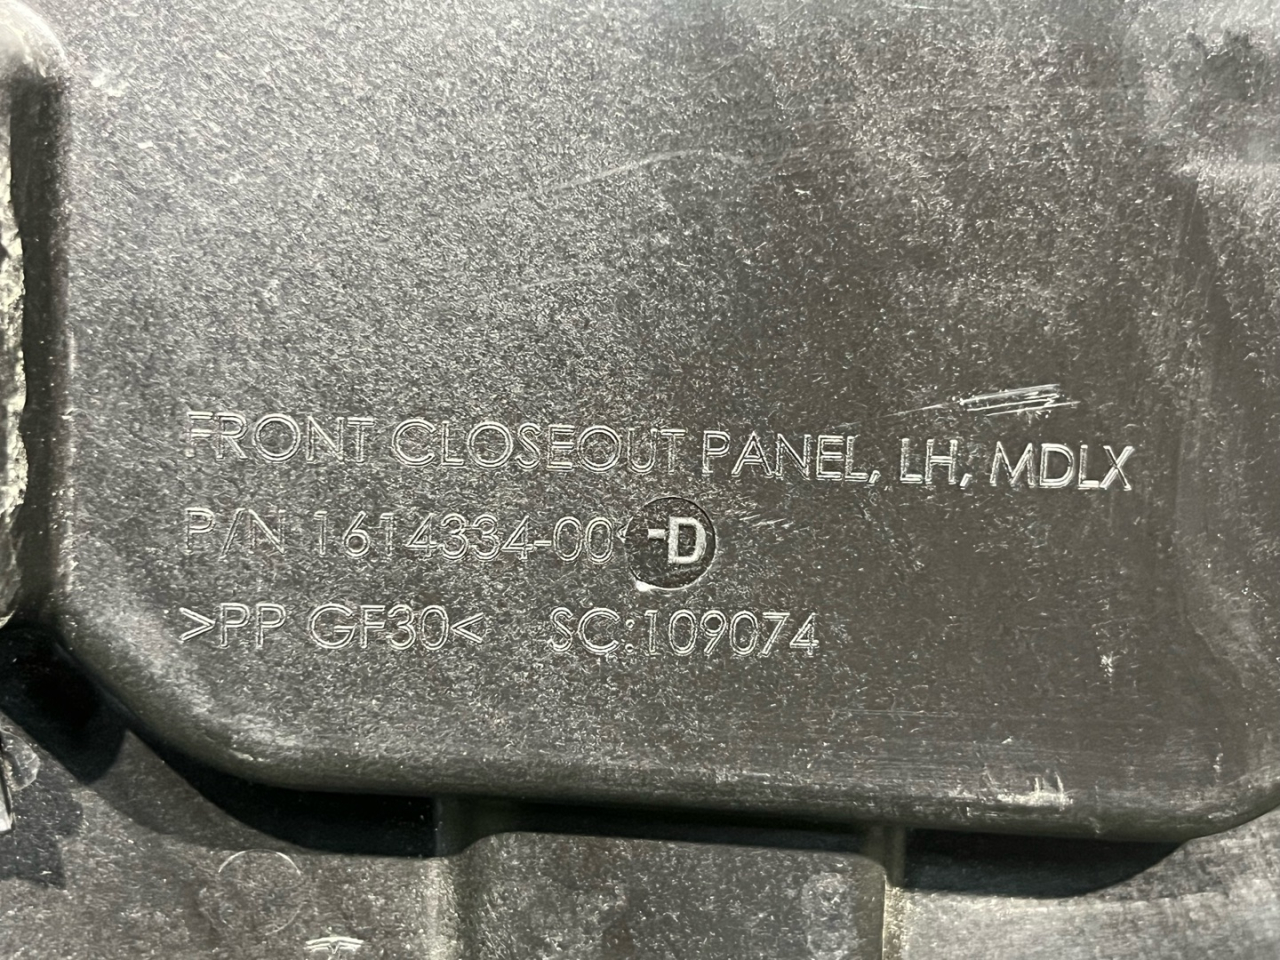 FRONT CLOSEOUT PANEL, LH, MDLX
P/N 1614334-00 -D
>PP GF30< SC:109074